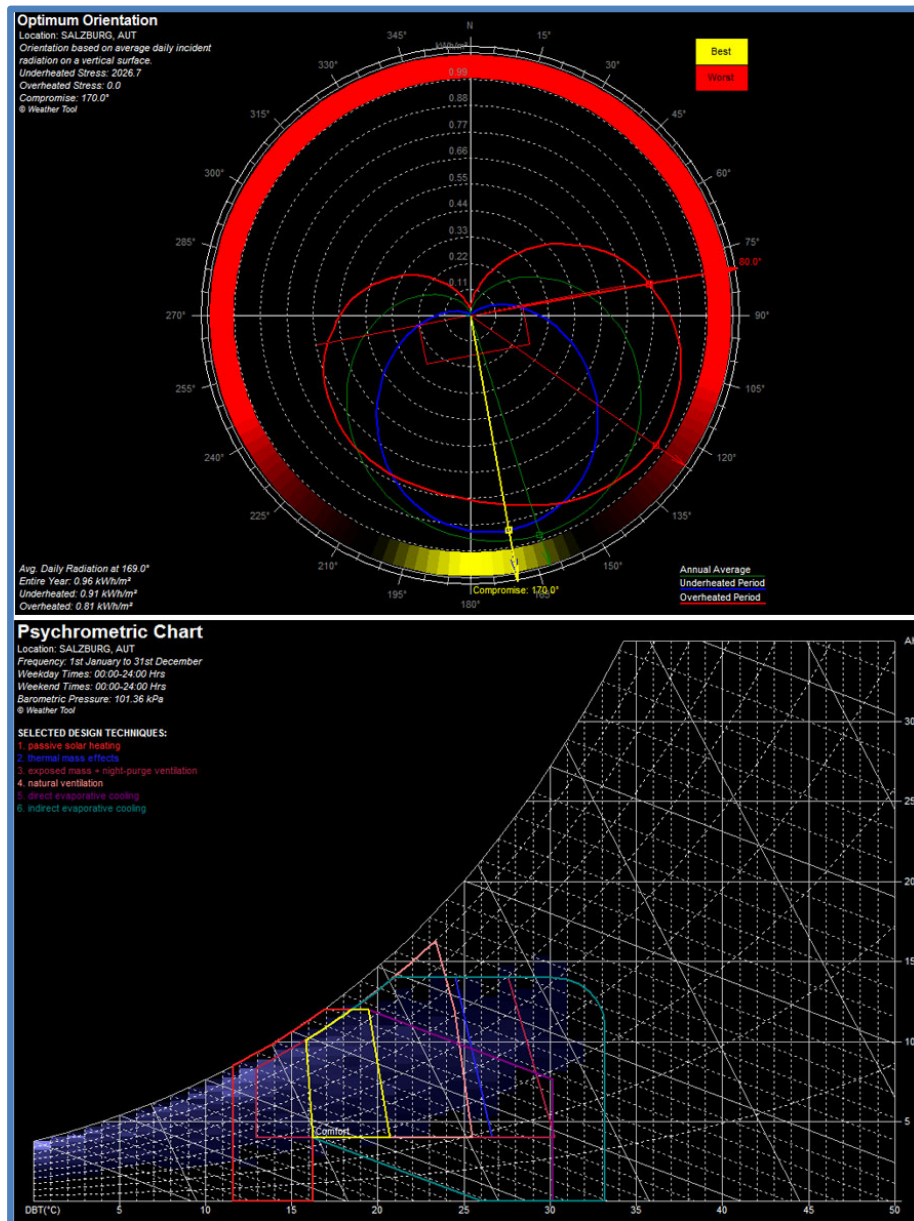 Optimum Orientation
Location: SALZBURG, AUT
Orientation based on average daily incident
radiation on a vertical surface.
Underheated Stress: 2026.7
Overheated Stress: 0.0
Compromise: 170.0°
© Weather Tool
N
15°
30°
45°
60°
75°
80.0°
90°
105°
120°
135°
150°
165°
180°
195°
210°
225°
240°
255°
270°
285°
300°
315°
330°
345°
kWh/m²
0.99
0.88
0.77
0.66
0.55
0.44
0.33
0.22
0.11
Best
Worst
Compromise: 170.0°
Avg. Daily Radiation at 169.0°
Entire Year: 0.96 kWh/m²
Underheated: 0.91 kWh/m²
Overheated: 0.81 kWh/m²
Annual Average
Underheated Period
Overheated Period
Psychrometric Chart
Location: SALZBURG, AUT
Frequency: 1st January to 31st December
Weekday Times: 00:00-24:00 Hrs
Weekend Times: 00:00-24:00 Hrs
Barometric Pressure: 101.36 kPa
© Weather Tool
SELECTED DESIGN TECHNIQUES:
1. passive solar heating
2. thermal mass effects
3. exposed mass + night-purge ventilation
4. natural ventilation
5. direct evaporative cooling
6. indirect evaporative cooling
Comfort
25
20
15
10
5
DBT(°C)
5
10
15
20
25
30
35
40
45
50